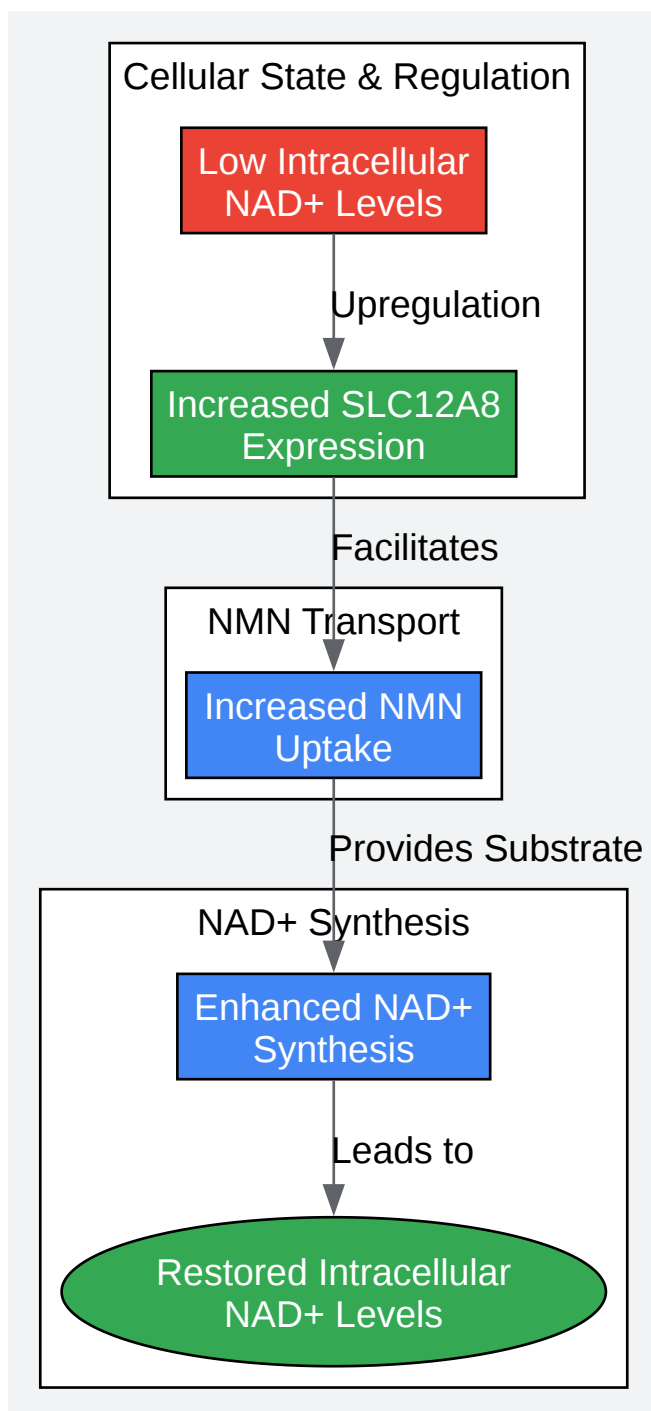 Cellular State & Regulation
Low Intracellular
NAD+ Levels
Upregulation
Increased SLC12A8
Expression
Facilitates
NMN Transport
Increased NMN
Uptake
Provides Substrate
NAD+ Synthesis
Enhanced NAD+
Synthesis
Leads to
Restored Intracellular
NAD+ Levels